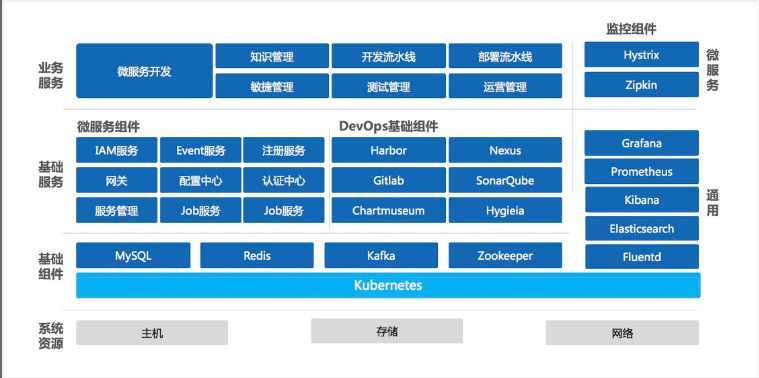 监控组件
业务
服务
微服务开发
知识管理
开发流水线
部署流水线
敏捷管理
测试管理
运营管理
Hystrix
Zipkin
微
服
务
微服务组件
DevOps基础组件
基础
服务
IAM服务
Event服务
注册服务
Harbor
Nexus
网关
配置中心
认证中心
Gitlab
SonarQube
服务管理
Job服务
Job服务
Chartmuseum
Hygieia
Grafana
Prometheus
Kibana
Elasticsearch
Fluentd
通
用
基础
组件
MySQL
Redis
Kafka
Zookeeper
Kubernetes
系统
资源
主机
存储
网络